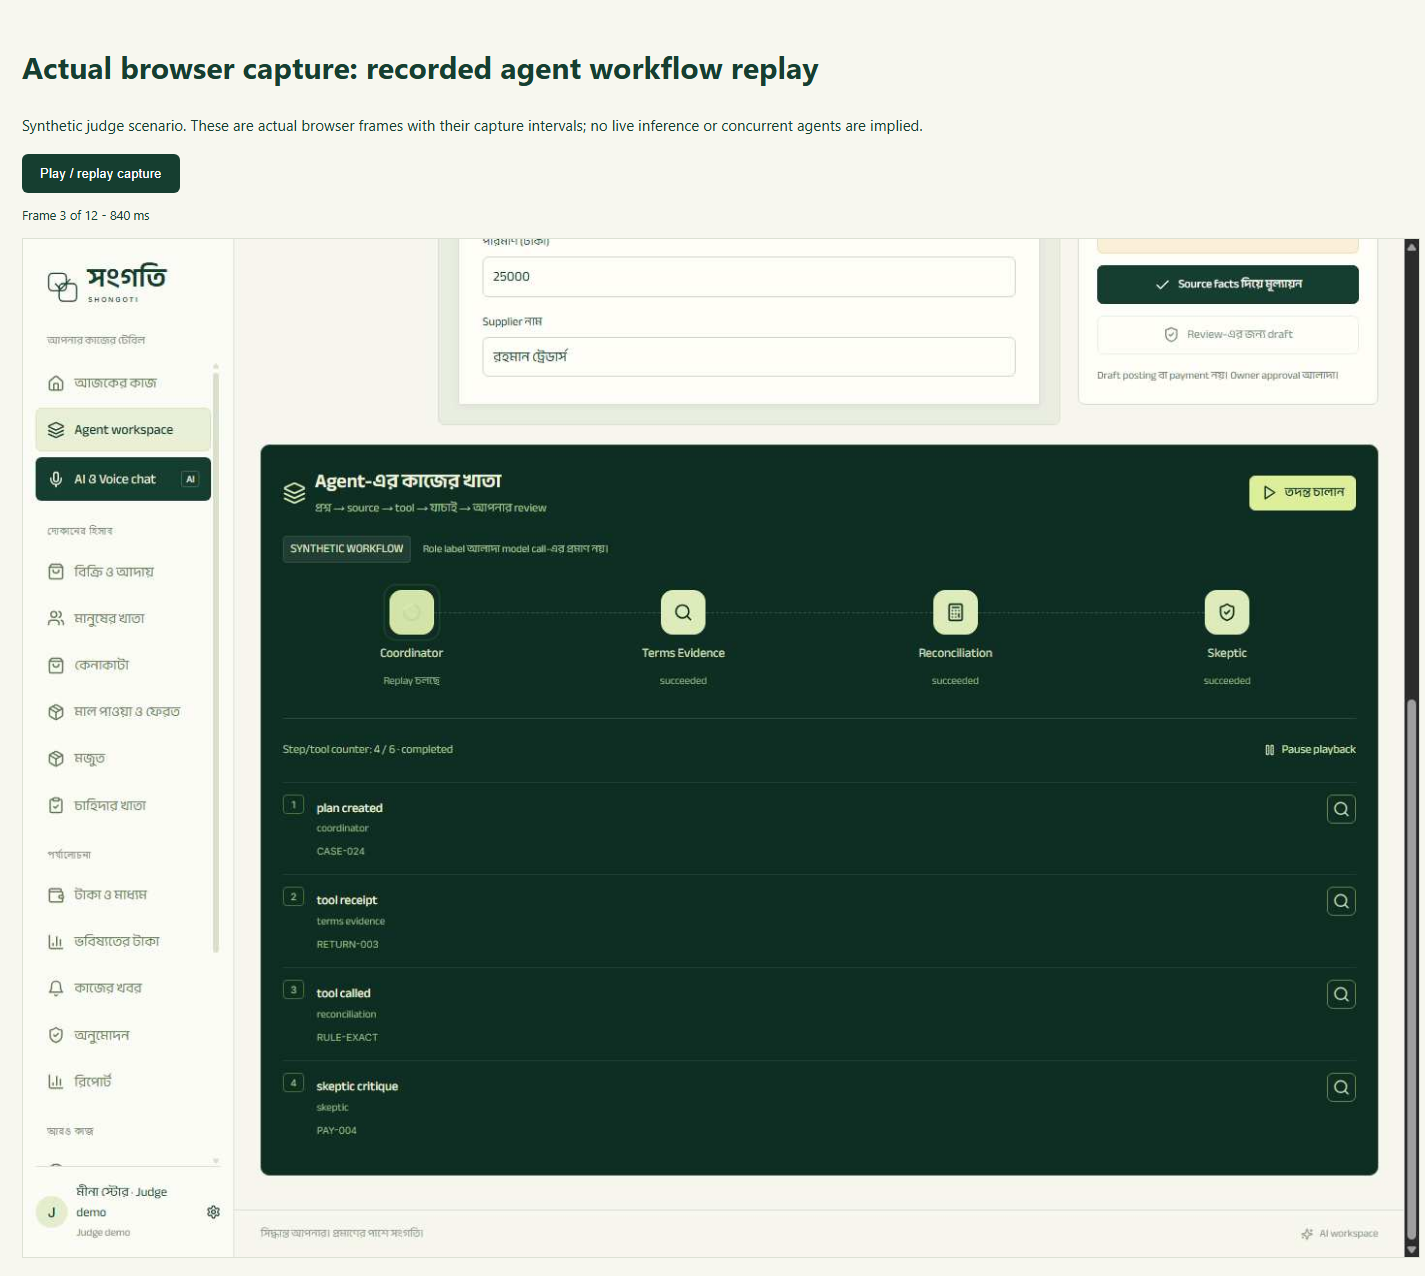 Actual browser capture: recorded agent workflow replay
Synthetic judge scenario. These are actual browser frames with their capture intervals; no live inference or concurrent agents are implied.
Play / replay capture
Frame 3 of 12 - 840 ms
সংগতি
SHONGOTI
আপনার কাজের টেবিল
আজকের কাজ
Agent workspace
AI & Voice chat
AI
দোকানের হিসাব
বিক্রি ও আদায়
মানুষের খাতা
কেনাকাটা
মাল পাওয়া ও ফেরত
মজুত
চাহিদার খাতা
পর্যালোচনা
টাকা ও মাধ্যম
ভবিষ্যতের টাকা
কাজের খবর
অনুমোদন
রিপোর্ট
আরও কাজ
J
মীনা স্টোর · Judge
demo
Judge demo
পরিমাণ (টাকা)
25000
Supplier নাম
রহমান ট্রেডার্স
Source facts দিয়ে মূল্যায়ন
Review-এর জন্য draft
Draft posting বা payment নয়। Owner approval আলাদা।
Agent-এর কাজের খাতা
প্রশ্ন → source → tool → যাচাই → আপনার review
তদন্ত চালান
SYNTHETIC WORKFLOW
Role label আলাদা model call-এর প্রমাণ নয়।
Coordinator
Replay চলছে
Terms Evidence
succeeded
Reconciliation
succeeded
Skeptic
succeeded
Step/tool counter: 4 / 6 · completed
Pause playback
1
plan created
coordinator
CASE-024
2
tool receipt
terms evidence
RETURN-003
3
tool called
reconciliation
RULE-EXACT
4
skeptic critique
skeptic
PAY-004
সিদ্ধান্ত আপনার। প্রমাণের পাশে সংগতি।
AI workspace